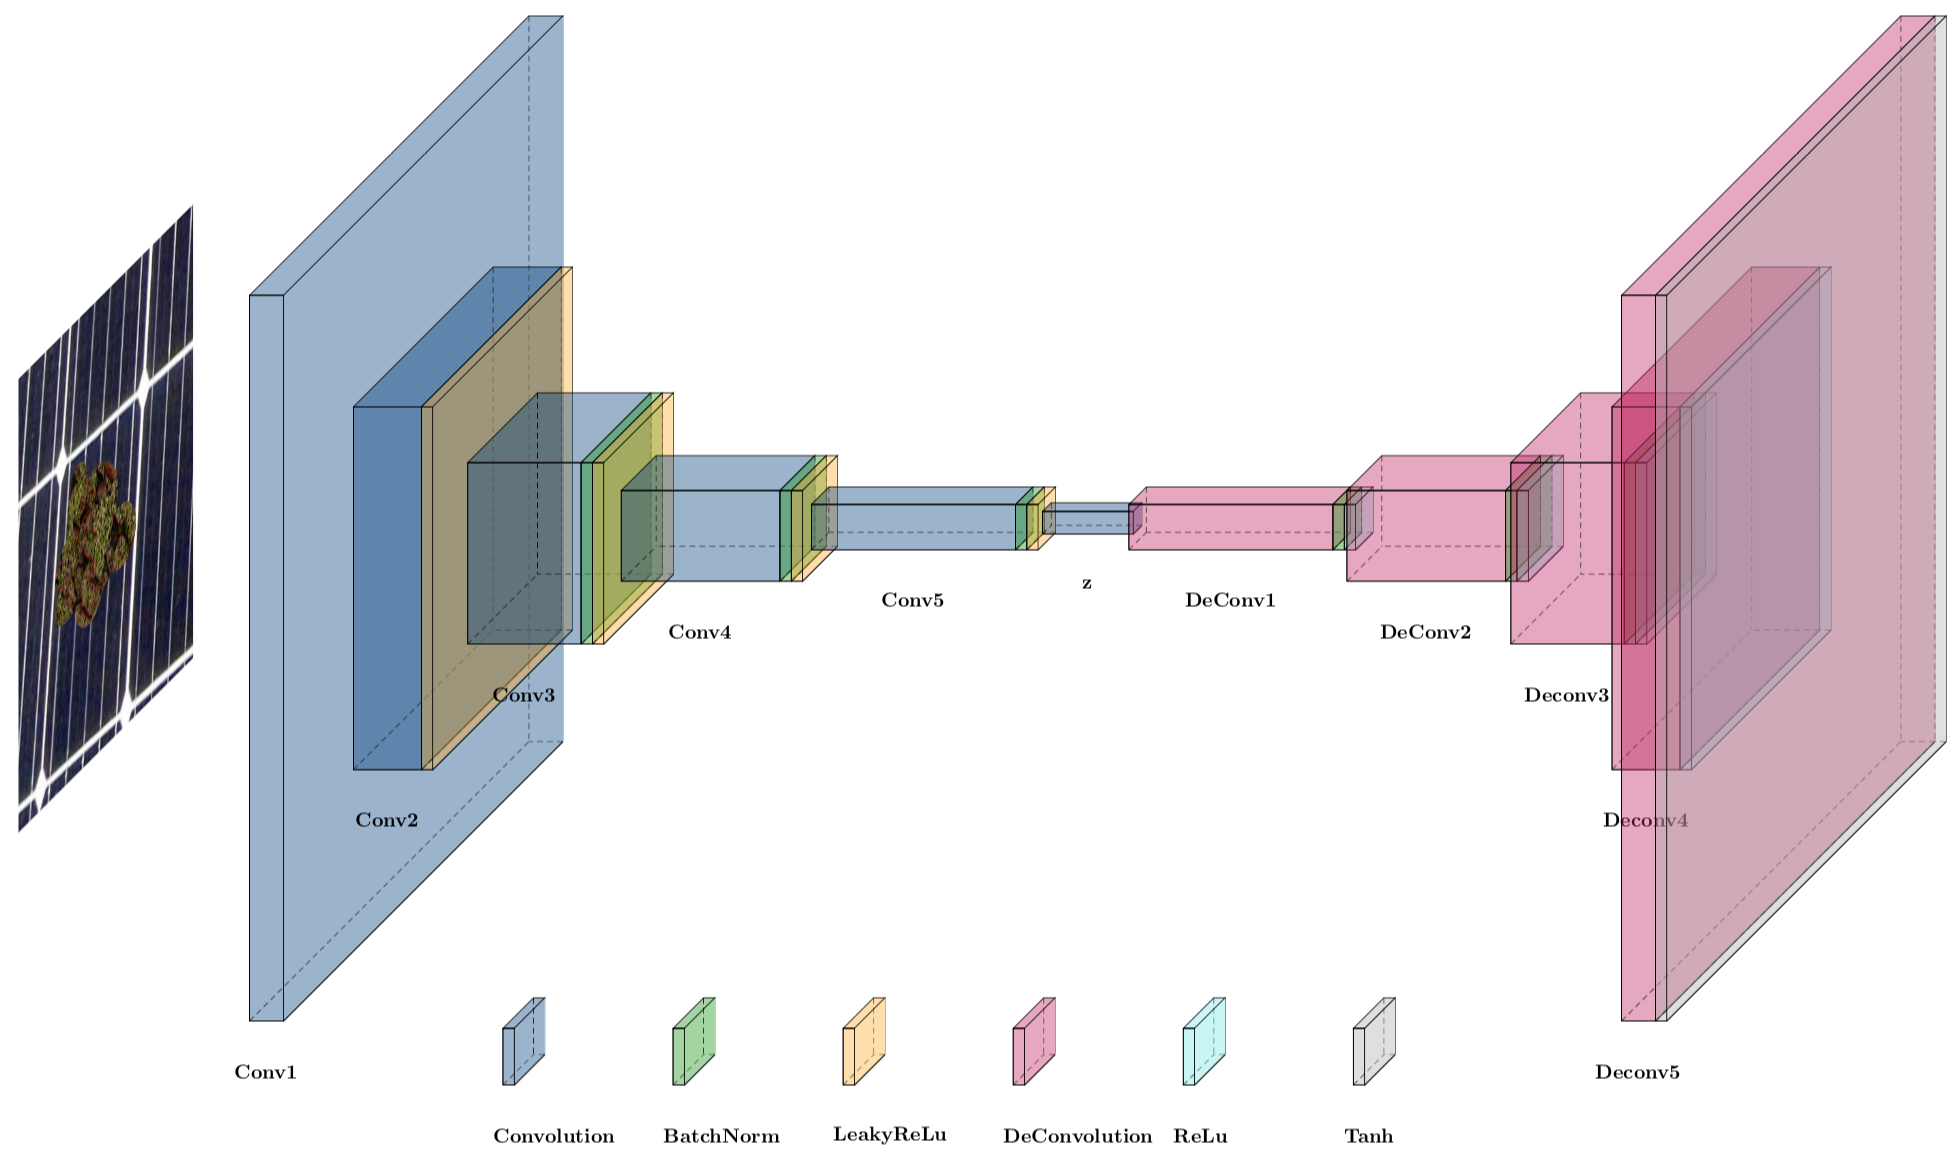 z
Conv5
DeConv1
Conv4
DeConv2
Conv3
Deconv3
Conv2
Deconv4
Conv1
Deconv5
Convolution
BatchNorm
LeakyReLu
DeConvolution
ReLu
Tanh